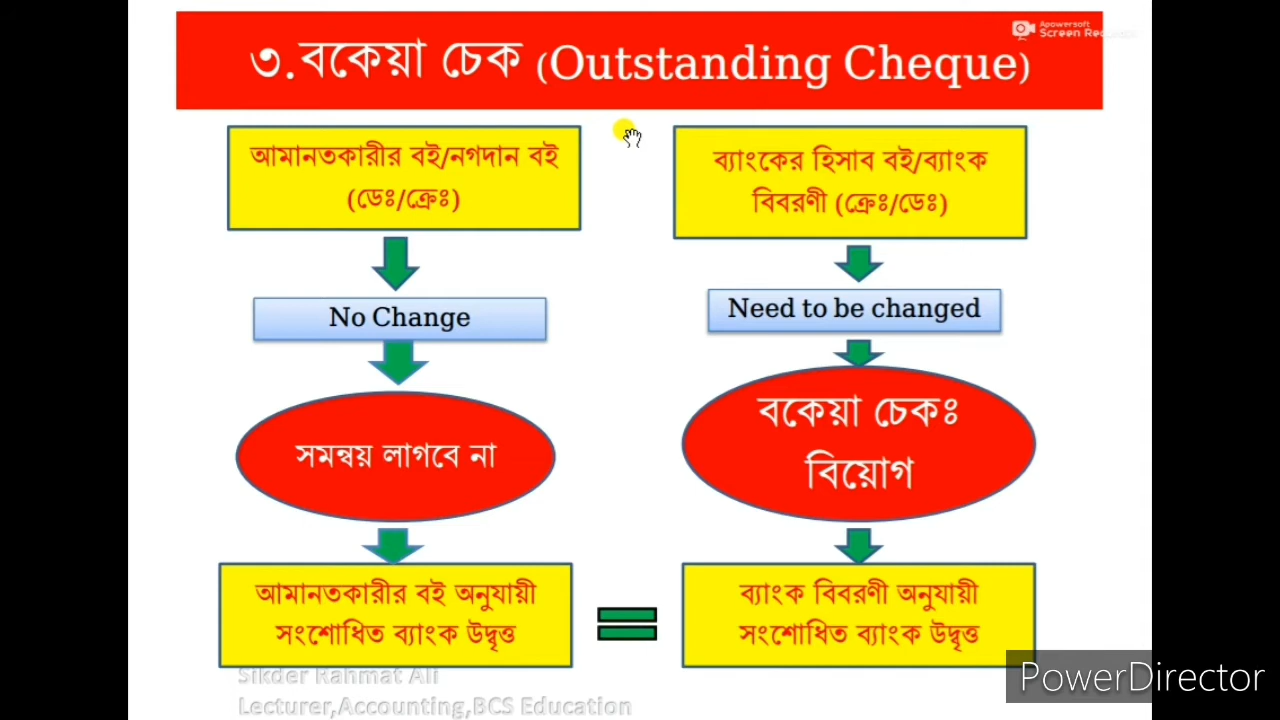 Apowersoft
Screen Recorder
৩.বকেয়া চেক (Outstanding Cheque)
আমানতকারীর বই/নগদান বই
(ডেঃ/ক্রেঃ)
ব্যাংকের হিসাব বই/ব্যাংক
বিবরণী (ক্রেঃ/ডেঃ)
No Change
Need to be changed
সমন্বয় লাগবে না
বকেয়া চেকঃ
বিয়োগ
আমানতকারীর বই অনুযায়ী
সংশোধিত ব্যাংক উদ্বৃত্ত
ব্যাংক বিবরণী অনুযায়ী
সংশোধিত ব্যাংক উদ্বৃত্ত
Sikder Rahmat Ali
Lecturer,Accounting,BCS Education
PowerDirector